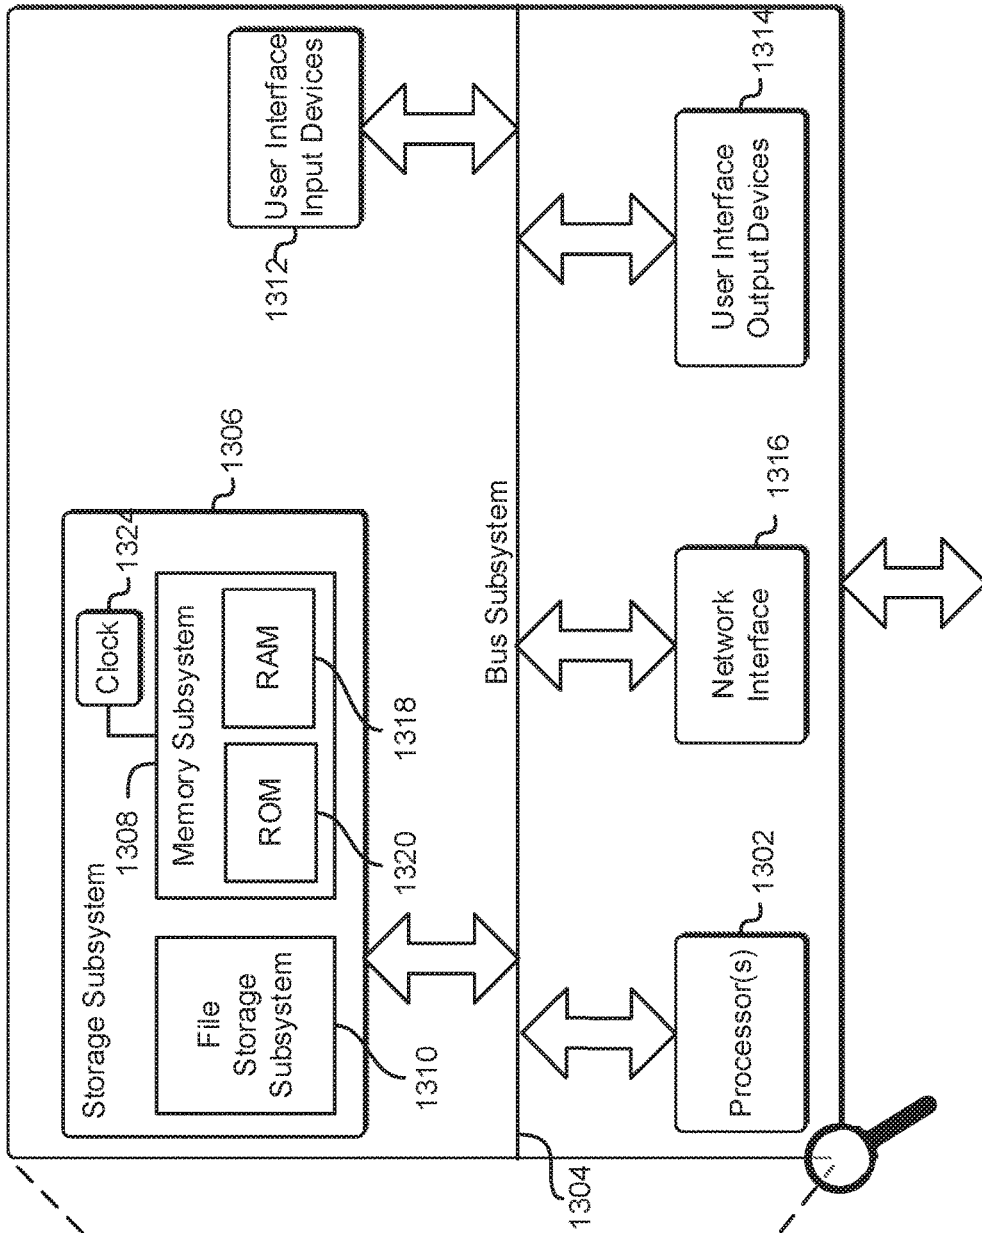 Storage Subsystem
1308
Clock
1324
1306
File
Storage
Subsystem
Memory Subsystem
ROM
RAM
1310
1320
1318
1312
User Interface
Input Devices
Bus Subsystem
1304
Processor(s)
1302
Network
Interface
1316
User Interface
Output Devices
1314